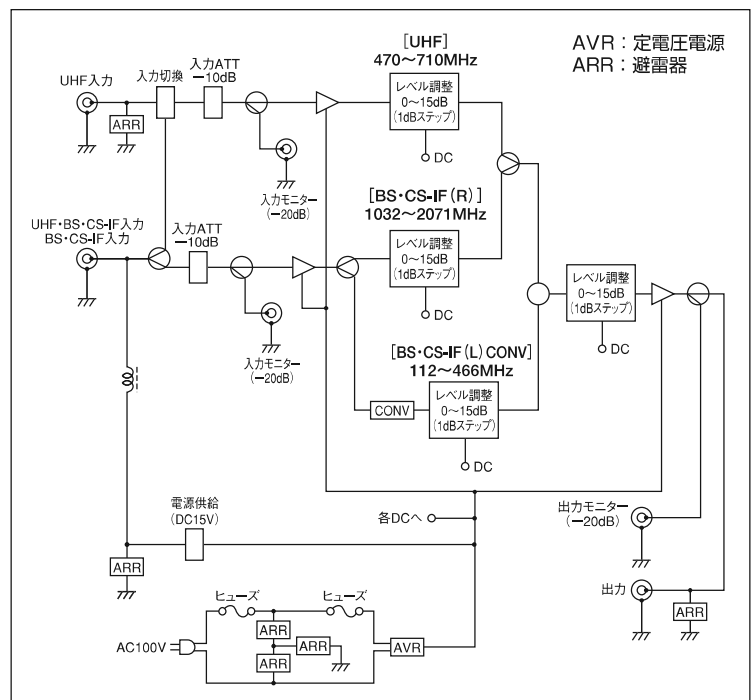 AVR：定電圧電源
ARR：避雷器
[UHF]
470～710MHz
UHF入力
入力切換
入力ATT
−10dB
レベル調整
0～15dB
(1dBステップ)
ARR
DC
入力モニター
(−20dB)
[BS・CS-IF(R)]
1032～2071MHz
UHF・BS・CS-IF入力
BS・CS-IF入力
入力ATT
−10dB
レベル調整
0～15dB
(1dBステップ)
レベル調整
0～15dB
(1dBステップ)
DC
DC
入力モニター
(−20dB)
[BS・CS-IF(L)CONV]
112～466MHz
CONV
レベル調整
0～15dB
(1dBステップ)
DC
電源供給
(DC15V)
各DCへ
出力モニター
(−20dB)
ARR
出力
ARR
ヒューズ
ヒューズ
AC100V
ARR
ARR
ARR
AVR